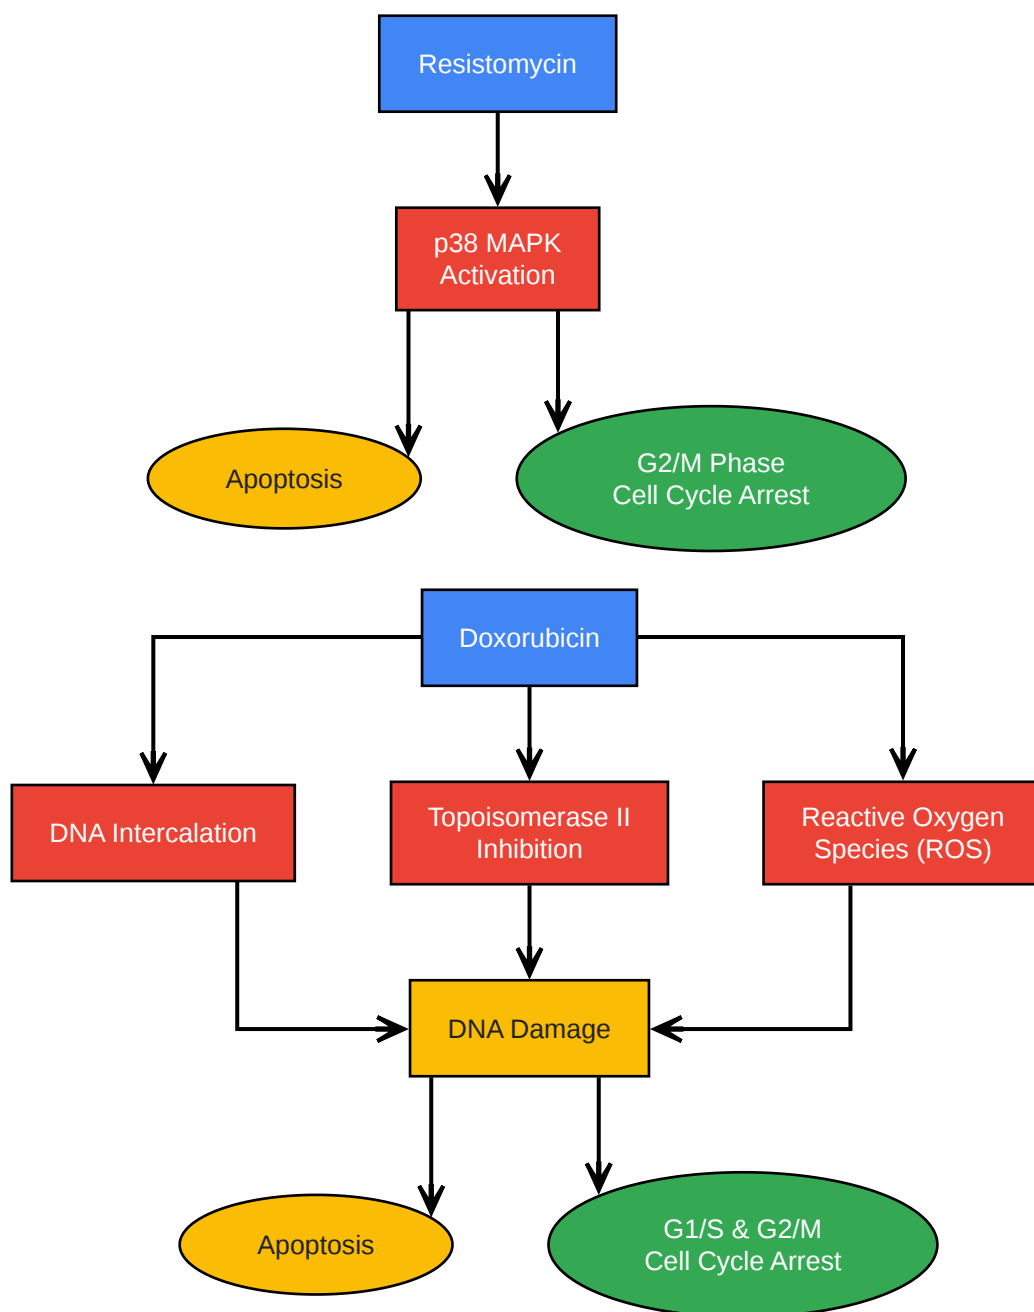 Resistomycin
p38 MAPK
Activation
Apoptosis
G2/M Phase
Cell Cycle Arrest
Doxorubicin
DNA Intercalation
Topoisomerase II
Inhibition
Reactive Oxygen
Species (ROS)
DNA Damage
Apoptosis
G1/S & G2/M
Cell Cycle Arrest